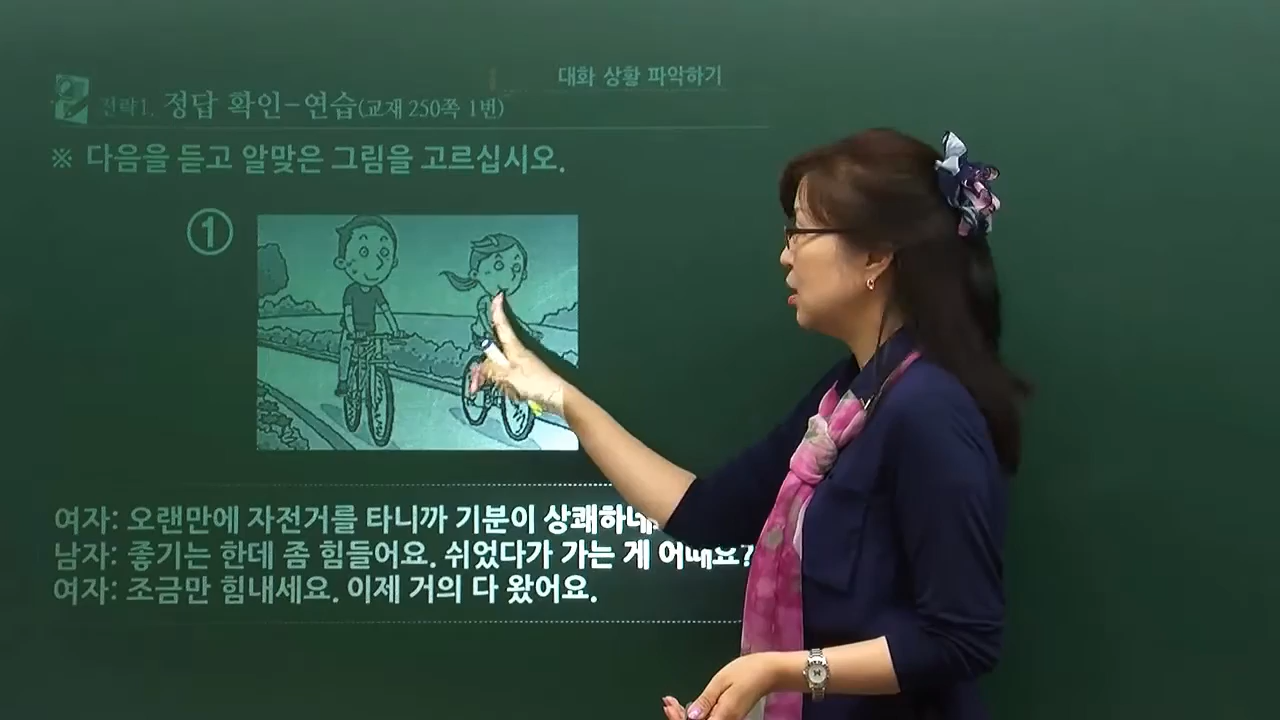 대화 상황 파악하기
전략1. 정답 확인-연습(교재 250쪽 1번)
※ 다음을 듣고 알맞은 그림을 고르십시오.
①
여자: 오랜만에 자전거를 타니까 기분이 상쾌하네
남자: 좋기는 한데 좀 힘들어요. 쉬었다가 가는 게 어때요?
여자: 조금만 힘내세요. 이제 거의 다 왔어요.